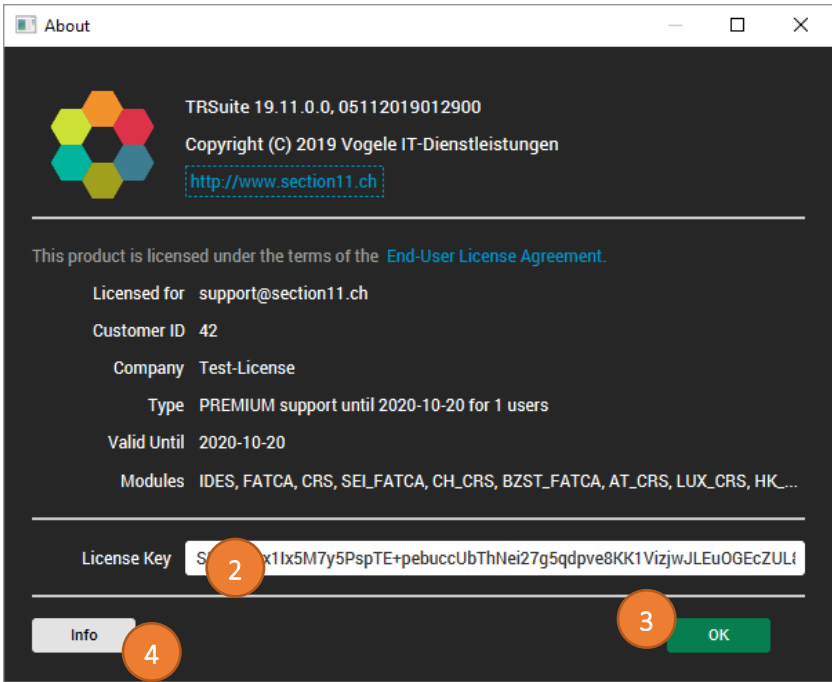 About
TRSuite 19.11.0.0, 05112019012900
Copyright (C) 2019 Vogele IT-Dienstleistungen
http://www.section11.ch
This product is licensed under the terms of the End-User License Agreement.
Licensed for support@section11.ch
Customer ID 42
Company Test-License
Type PREMIUM support until 2020-10-20 for 1 users
Valid Until 2020-10-20
Modules IDES, FATCA, CRS, SEI_FATCA, CH_CRS, BZST_FATCA, AT_CRS, LUX_CRS, HK_...
License Key
2
3
Info
OK
4